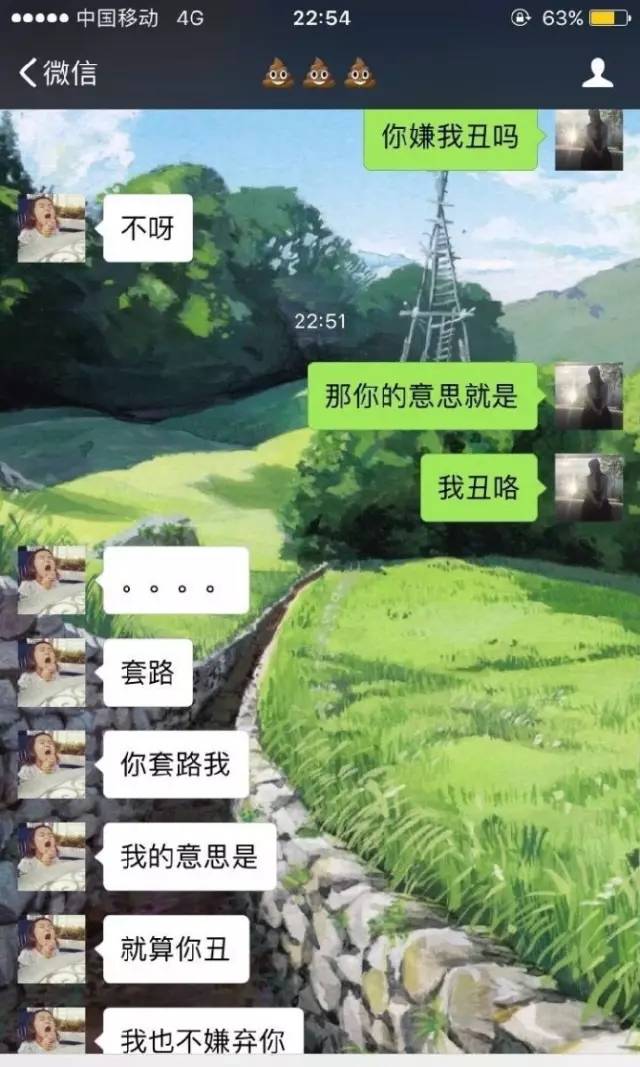 中国移动 4G 22:54 63%
微信 💩💩💩
你嫌我丑吗
不呀
22:51
那你的意思就是
我丑咯
。。。。
套路
你套路我
我的意思是
就算你丑
我也不嫌弃你